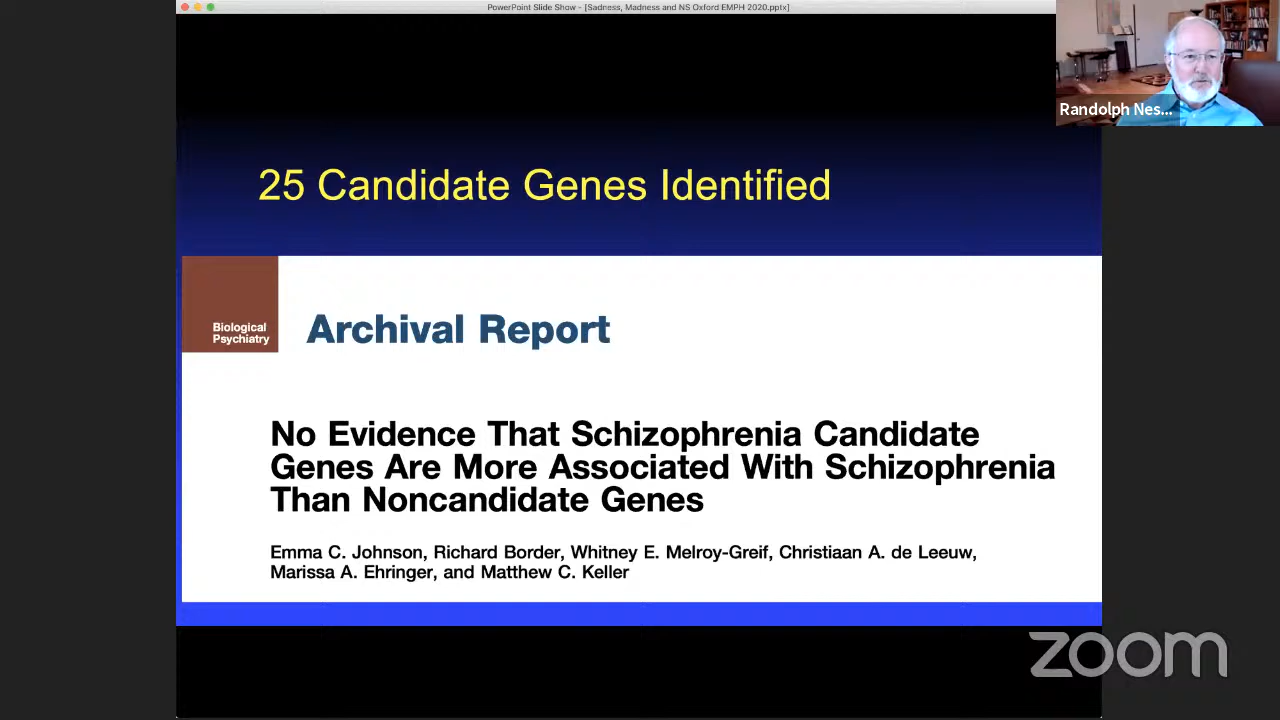 PowerPoint Slide Show - [Sadness, Madness and NS Oxford EMPH 2020.pptx]
Randolph Nes...
25 Candidate Genes Identified
Biological
Psychiatry
Archival Report
No Evidence That Schizophrenia Candidate
Genes Are More Associated With Schizophrenia
Than Noncandidate Genes
Emma C. Johnson, Richard Border, Whitney E. Melroy-Greif, Christiaan A. de Leeuw,
Marissa A. Ehringer, and Matthew C. Keller
zoom